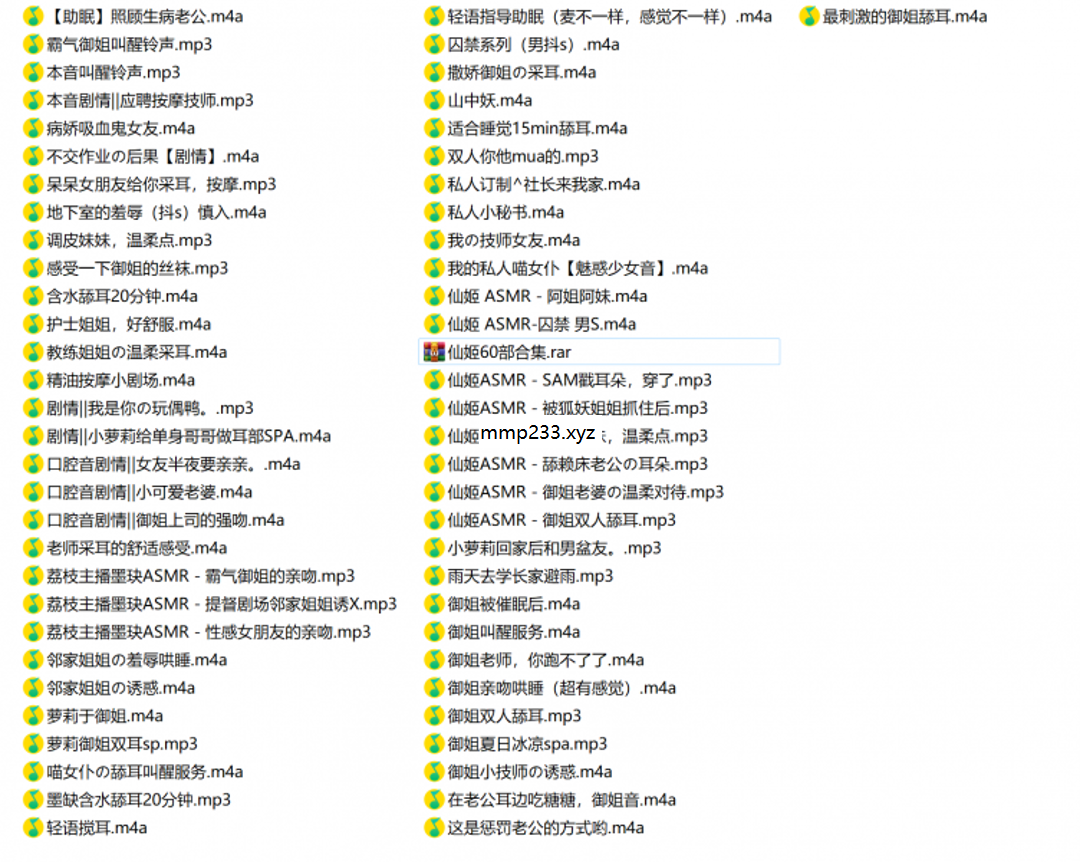 【助眠】照顾生病老公.m4a
霸气御姐叫醒铃声.mp3
本音叫醒铃声.mp3
本音剧情||应聘按摩技师.mp3
病娇吸血鬼女友.m4a
不交作业の后果【剧情】.m4a
呆呆女朋友给你采耳，按摩.mp3
地下室的羞辱（抖s）慎入.m4a
调皮妹妹，温柔点.mp3
感受一下御姐的丝袜.mp3
含水舔耳20分钟.m4a
护士姐姐，好舒服.m4a
教练姐姐の温柔采耳.m4a
精油按摩小剧场.m4a
剧情||我是你の玩偶鸭。.mp3
剧情||小萝莉给单身哥哥做耳部SPA.m4a
口腔音剧情||女友半夜要亲亲。.m4a
口腔音剧情||小可爱老婆.m4a
口腔音剧情||御姐上司的强吻.m4a
老师采耳的舒适感受.m4a
荔枝主播墨玦ASMR - 霸气御姐的亲吻.mp3
荔枝主播墨玦ASMR - 提督剧场邻家姐姐诱X.mp3
荔枝主播墨玦ASMR - 性感女朋友的亲吻.mp3
邻家姐姐の羞辱哄睡.m4a
邻家姐姐の诱惑.m4a
萝莉于御姐.m4a
萝莉御姐双耳sp.mp3
喵女仆の舔耳叫醒服务.m4a
墨缺含水舔耳20分钟.mp3
轻语搅耳.m4a
轻语指导助眠（麦不一样，感觉不一样）.m4a
囚禁系列（男抖s）.m4a
撒娇御姐の采耳.m4a
山中妖.m4a
适合睡觉15min舔耳.m4a
双人你他mua的.mp3
私人订制^社长来我家.m4a
私人小秘书.m4a
我の技师女友.m4a
我的私人喵女仆【魅惑少女音】.m4a
仙姬 ASMR - 阿姐阿妹.m4a
仙姬 ASMR-囚禁 男S.m4a
仙姬60部合集.rar
仙姬ASMR - SAM戳耳朵，穿了.mp3
仙姬ASMR - 被狐妖姐姐抓住后.mp3
仙姬mmp233.xyz，温柔点.mp3
仙姬ASMR - 舔赖床老公の耳朵.mp3
仙姬ASMR - 御姐老婆の温柔对待.mp3
仙姬ASMR - 御姐双人舔耳.mp3
小萝莉回家后和男盆友。.mp3
雨天去学长家避雨.mp3
御姐被催眠后.m4a
御姐叫醒服务.m4a
御姐老师，你跑不了了.m4a
御姐亲吻哄睡（超有感觉）.m4a
御姐双人舔耳.mp3
御姐夏日冰凉spa.mp3
御姐小技师の诱惑.m4a
在老公耳边吃糖糖，御姐音.m4a
这是惩罚老公的方式哟.m4a
最刺激的御姐舔耳.m4a